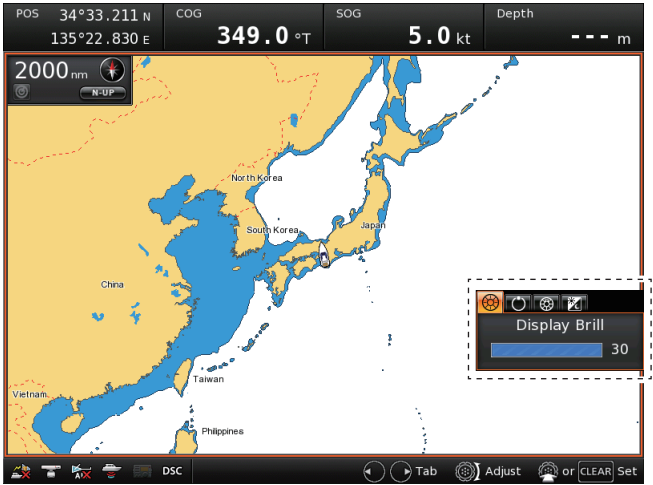 POS 34°33.211 N
135°22.830 E
COG
349.0 °T
SOG
5.0 kt
Depth
--- m
2000 nm
N-UP
North Korea
South Korea
Japan
China
Taiwan
Vietnam
Philippines
Display Brill
30
DSC
Tab
Adjust
or CLEAR Set